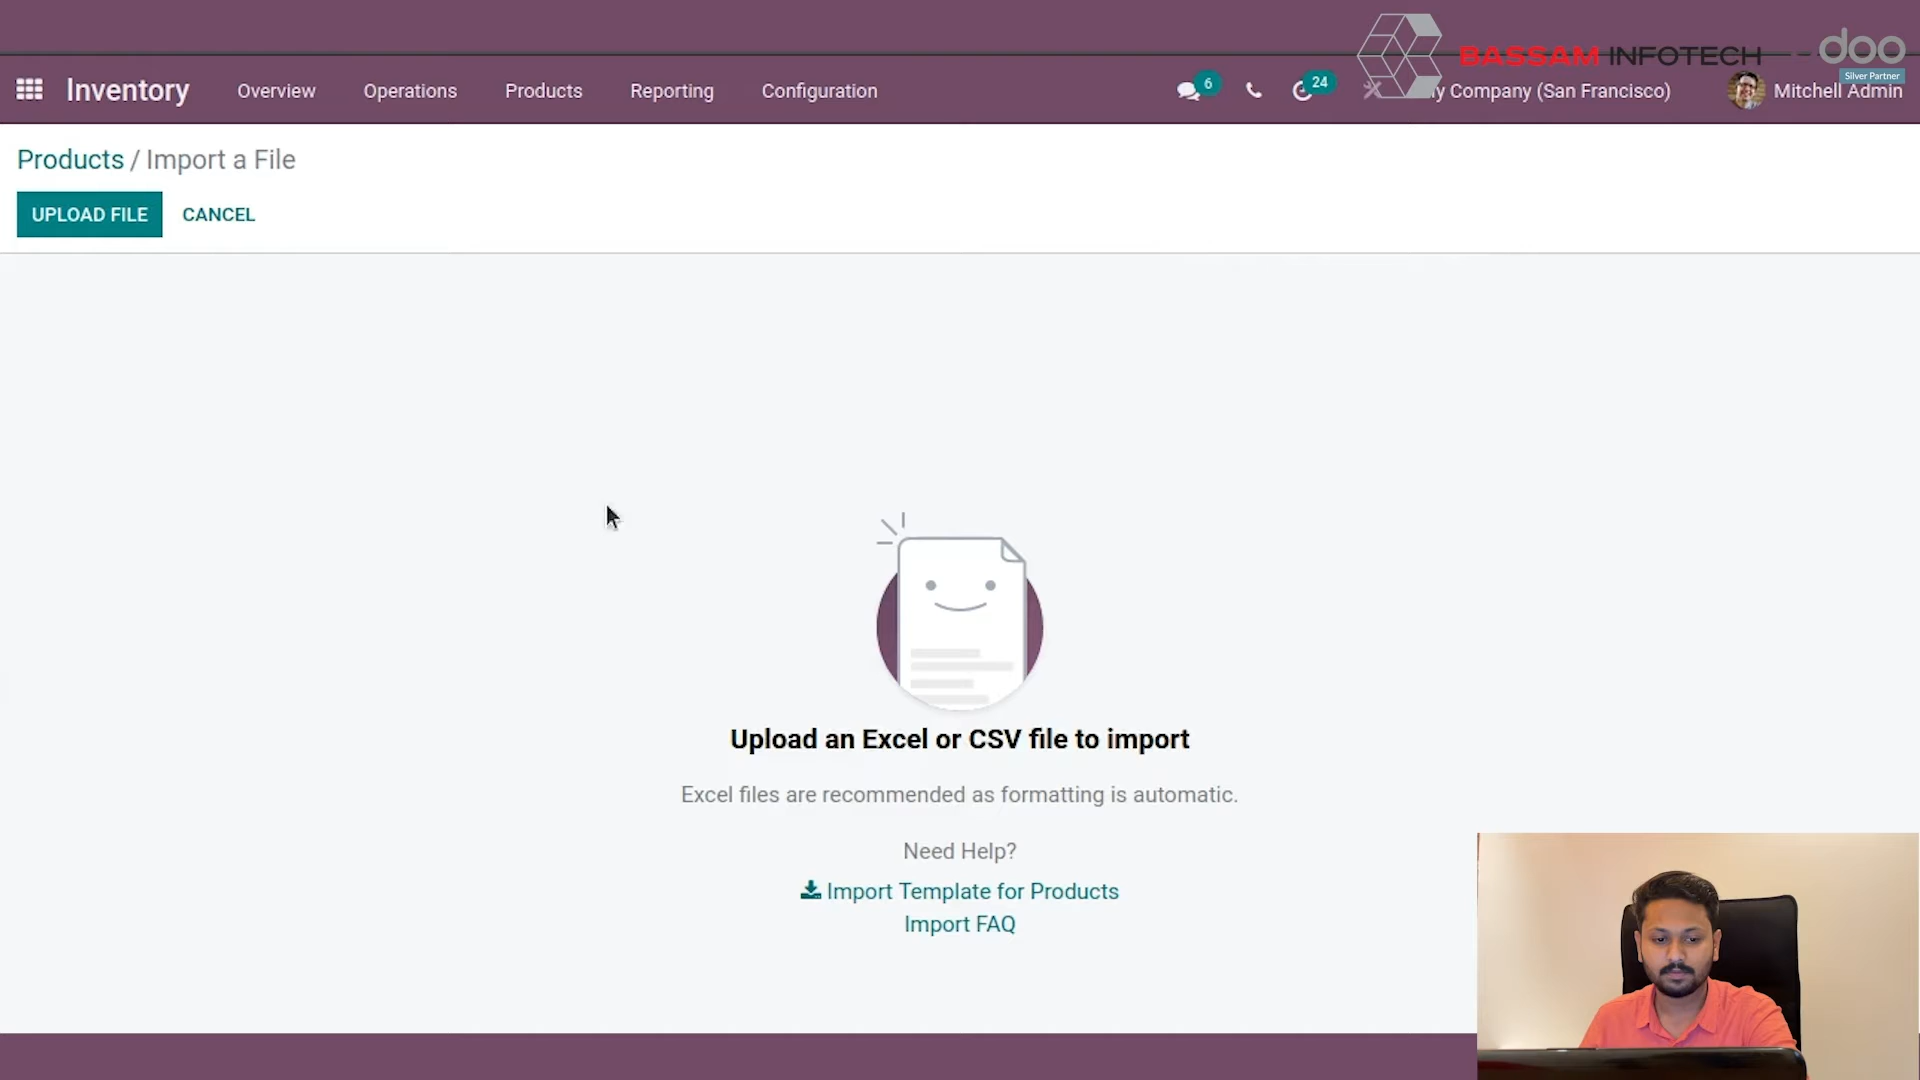 BASSAM INFOTECH
doo
Silver Partner
Inventory
Overview
Operations
Products
Reporting
Configuration
6
24
y Company (San Francisco)
Mitchell Admin
Products / Import a File
UPLOAD FILE
CANCEL
Upload an Excel or CSV file to import
Excel files are recommended as formatting is automatic.
Need Help?
Import Template for Products
Import FAQ